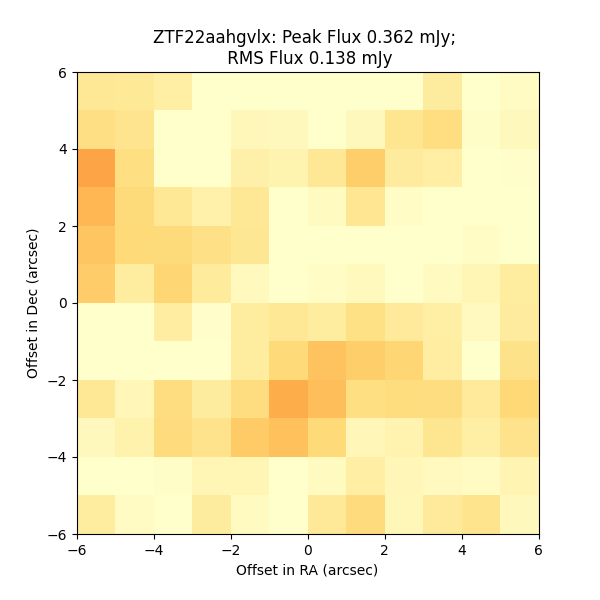 ZTF22aahgvlx: Peak Flux 0.362 mJy;
RMS Flux 0.138 mJy
6
4
2
0
−2
−4
−6
Offset in Dec (arcsec)
−6 −4 −2 0 2 4 6
Offset in RA (arcsec)